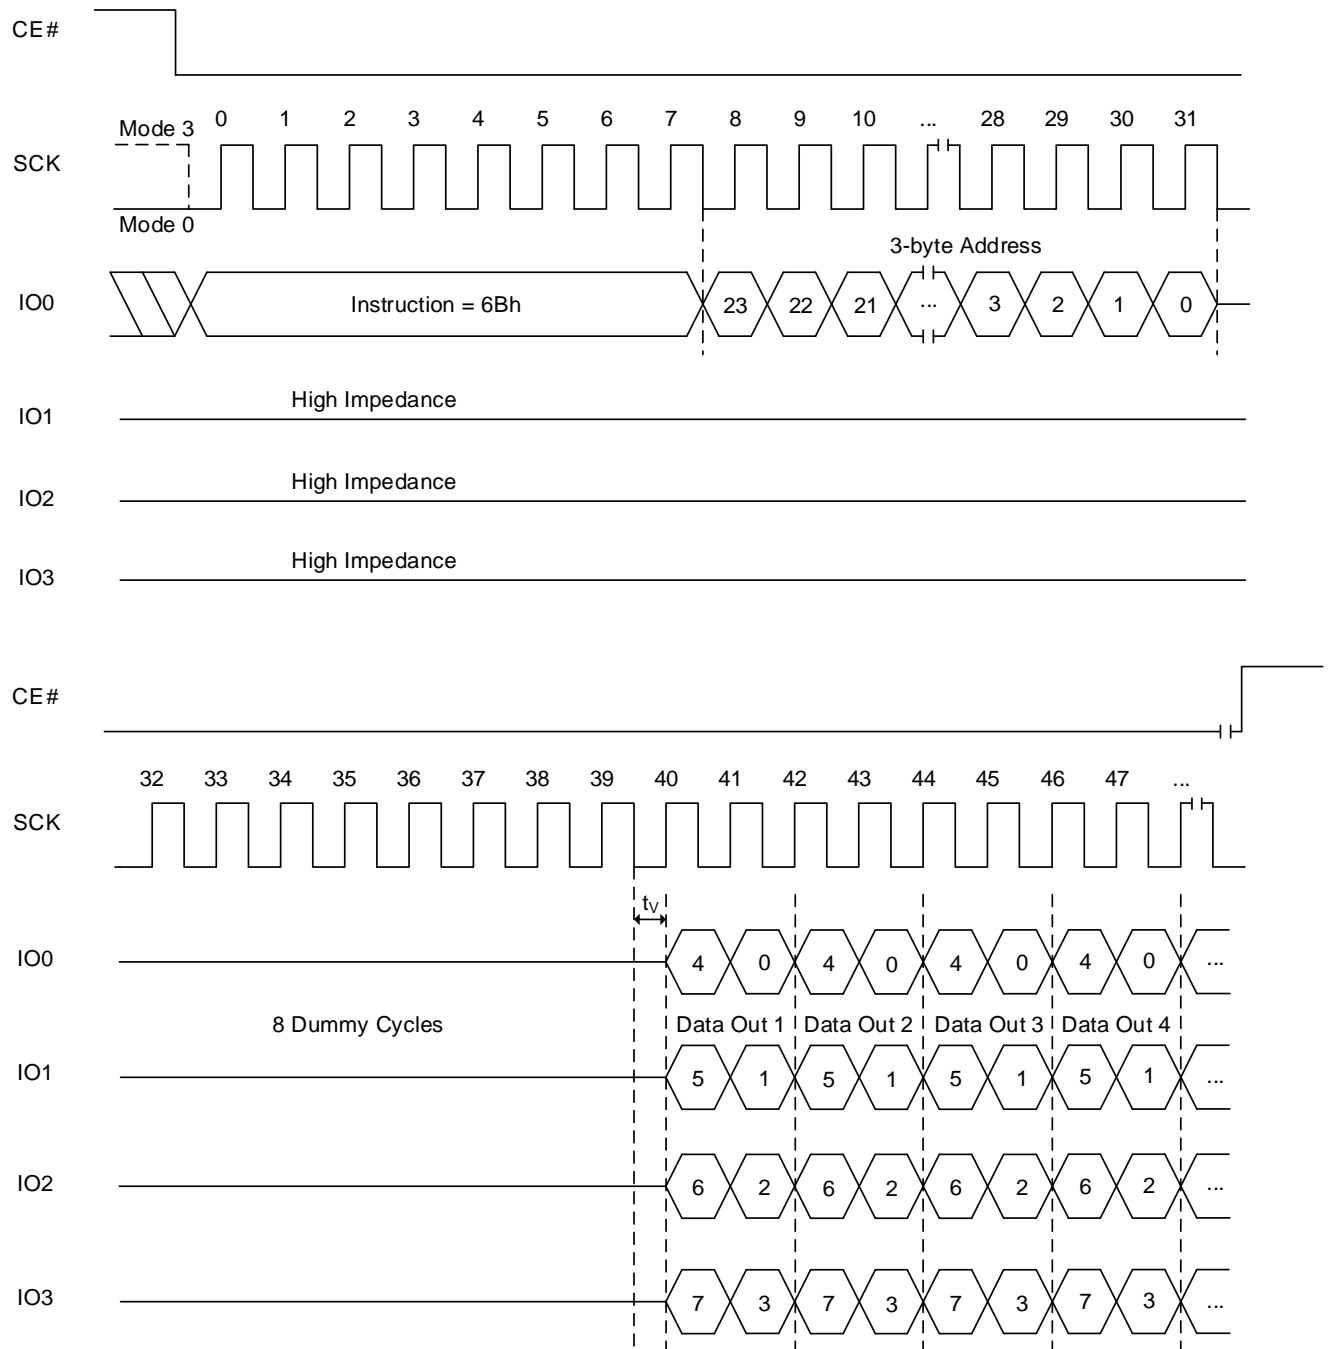 CE#
Mode 3 0 1 2 3 4 5 6 7 8 9 10 ... 28 29 30 31
SCK
Mode 0
3-byte Address
IO0 Instruction = 6Bh 23 22 21 ... 3 2 1 0
High Impedance
IO1
High Impedance
IO2
High Impedance
IO3
CE#
32 33 34 35 36 37 38 39 40 41 42 43 44 45 46 47 ...
SCK
tV
IO0 4 0 4 0 4 0 4 0 ...
8 Dummy Cycles Data Out 1 Data Out 2 Data Out 3 Data Out 4
IO1 5 1 5 1 5 1 5 1 ...
IO2 6 2 6 2 6 2 6 2 ...
IO3 7 3 7 3 7 3 7 3 ...